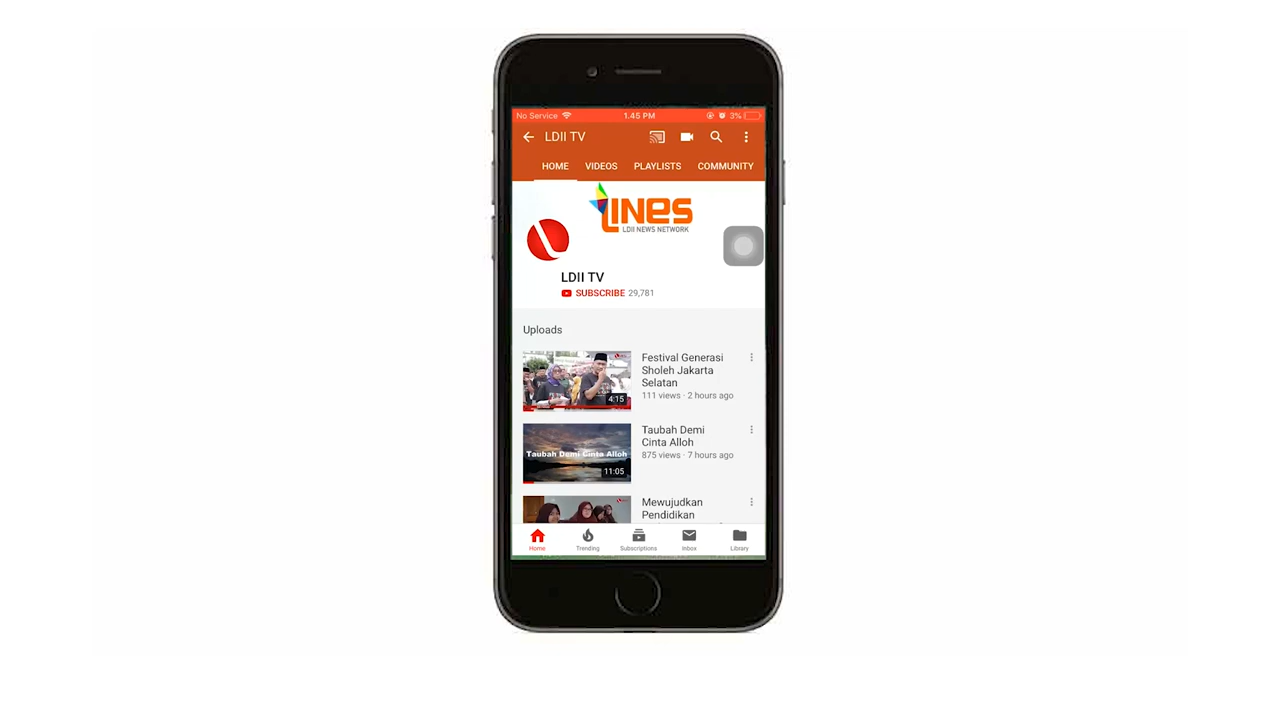 No Service 1.45 PM 3%
LDII TV
HOME VIDEOS PLAYLISTS COMMUNITY
LINES
LDII NEWS NETWORK
LDII TV
SUBSCRIBE 29,781
Uploads
4:15
Festival Generasi
Sholeh Jakarta
Selatan
111 views · 2 hours ago
Taubah Demi Cinta Alloh
11:05
Taubah Demi
Cinta Alloh
875 views · 7 hours ago
Mewujudkan
Pendidikan
Home Trending Subscriptions Inbox Library